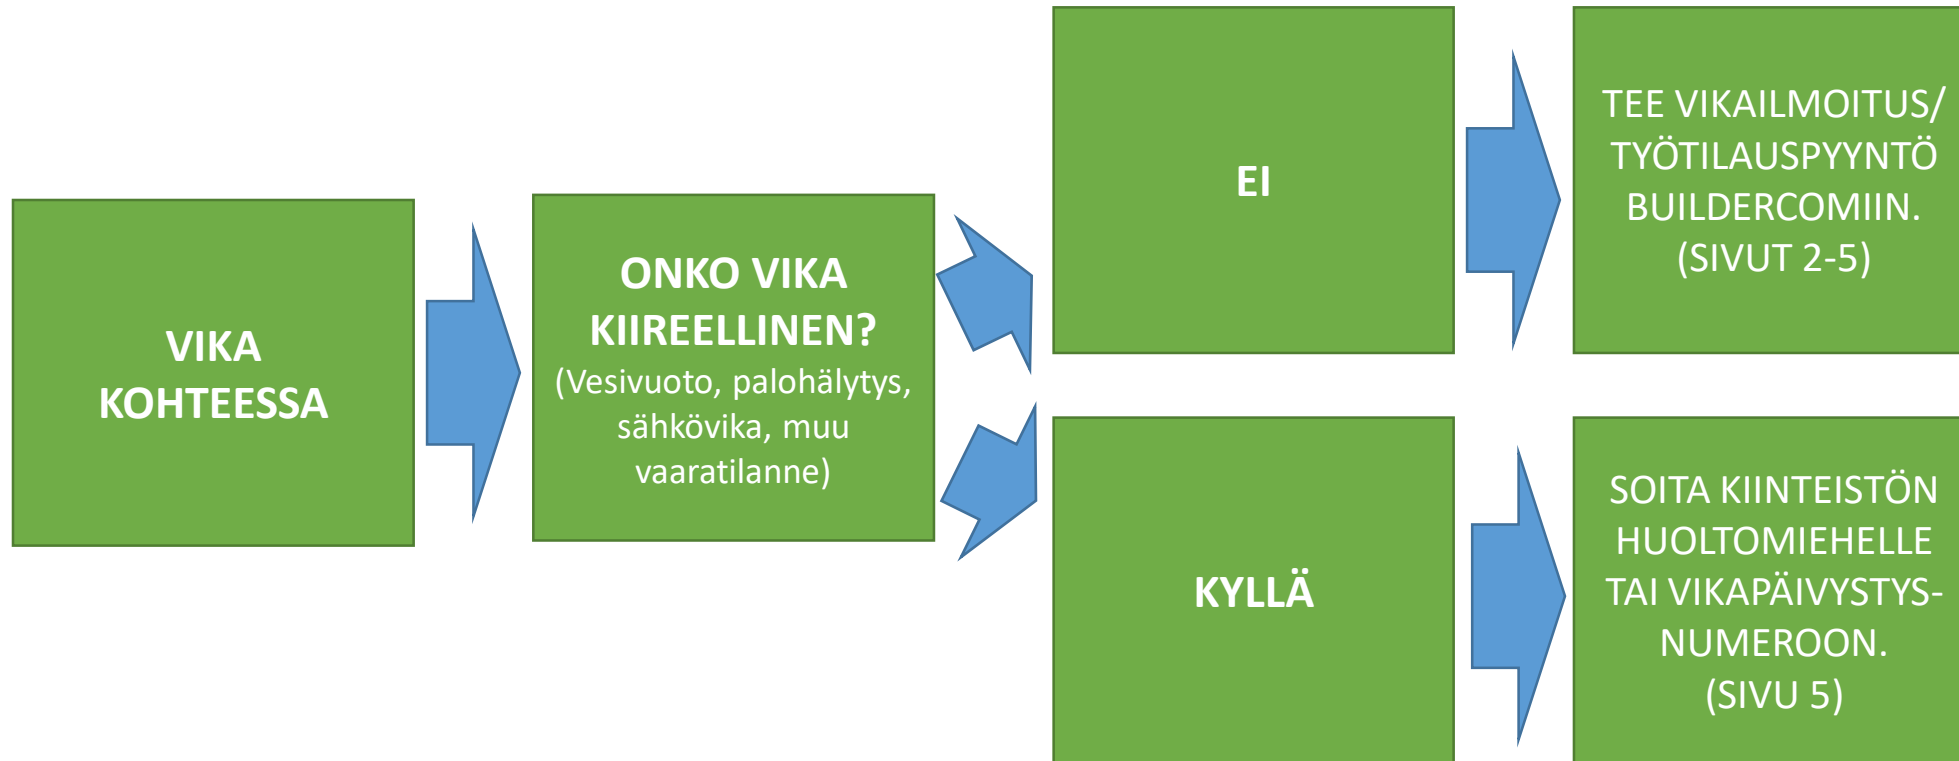 VIKA
KOHTEESSA
ONKO VIKA
KIIREELLINEN?
(Vesivuoto, palohälytys,
sähkövika, muu
vaaratilanne)
EI
TEE VIKAILMOITUS/
TYÖTILAUSPYYNTÖ
BUILDERCOMIIN.
(SIVUT 2-5)
KYLLÄ
SOITA KIINTEISTÖN
HUOLTOMIEHELLE
TAI VIKAPÄIVYSTYS-
NUMEROON.
(SIVU 5)